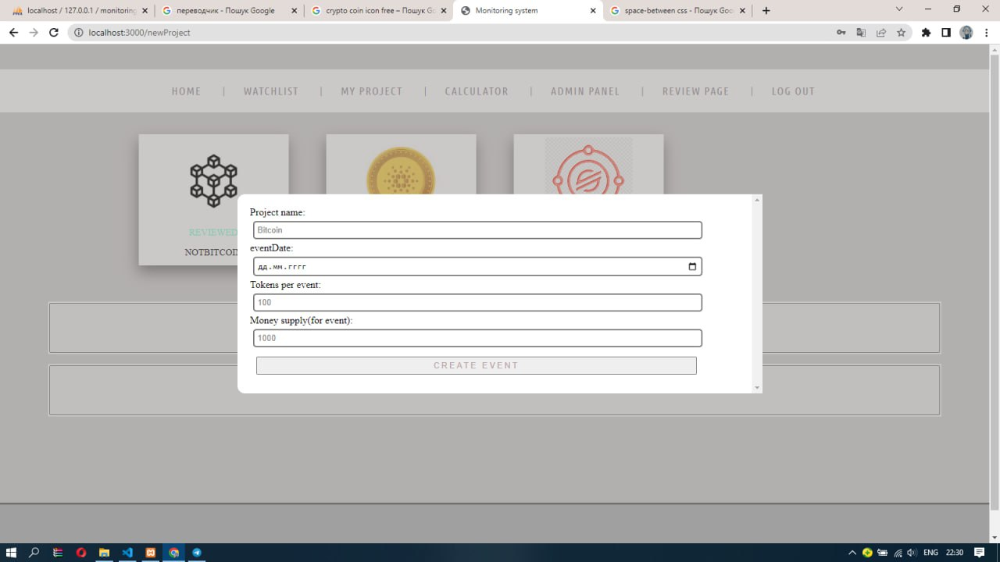 localhost / 127.0.0.1 / monitoring
переводчик - Пошук Google
crypto coin icon free – Пошук Go
Monitoring system
space-between css - Пошук Goo
localhost:3000/newProject
HOME | WATCHLIST | MY PROJECT | CALCULATOR | ADMIN PANEL | REVIEW PAGE | LOG OUT
REVIEWED
NOTBITCOIN
Project name:
Bitcoin
eventDate:
дд.мм.гггг
Tokens per event:
100
Money supply(for event):
1000
CREATE EVENT
ENG 22:30